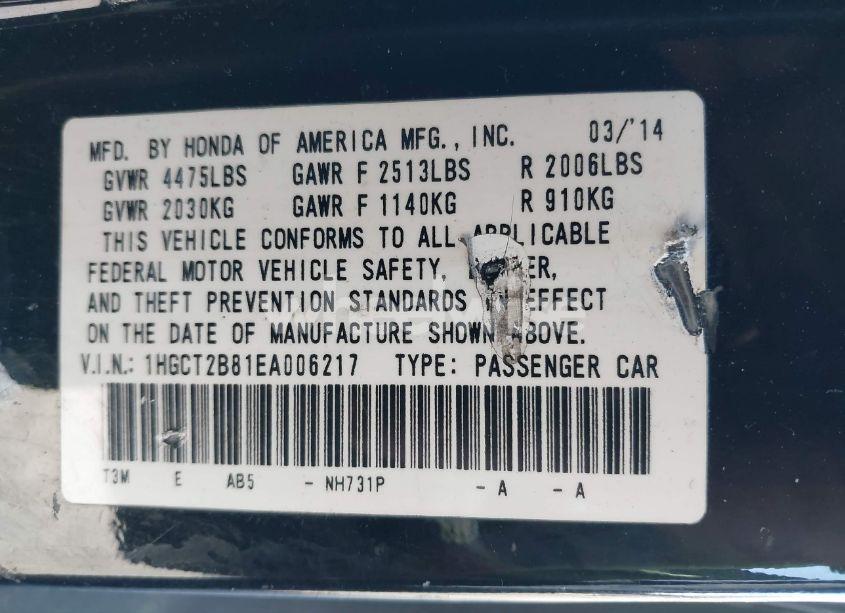 MFD. BY HONDA OF AMERICA MFG., INC. 03/'14
GVWR 4475LBS GAWR F 2513LBS R 2006LBS
GVWR 2030KG GAWR F 1140KG R 910KG
THIS VEHICLE CONFORMS TO ALL APPLICABLE
FEDERAL MOTOR VEHICLE SAFETY,
AND THEFT PREVENTION STANDARDS IN EFFECT
ON THE DATE OF MANUFACTURE SHOWN ABOVE.
V.I.N.: 1HGCT2B81EA006217 TYPE: PASSENGER CAR
T3M E AB5 - NH731P - A - A